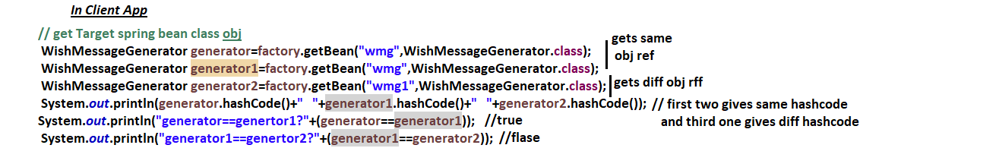 In Client App
// get Target spring bean class obj
WishMessageGenerator generator=factory.getBean("wmg",WishMessageGenerator.class);
gets same
obj ref
WishMessageGenerator generator1=factory.getBean("wmg",WishMessageGenerator.class);
WishMessageGenerator generator2=factory.getBean("wmg1",WishMessageGenerator.class);
gets diff obj rff
System.out.println(generator.hashCode()+"   "+generator1.hashCode()+"   "+generator2.hashCode()); // first two gives same hashcode
and third one gives diff hashcode
System.out.println("generator==genertor1?"+(generator==generator1));   //true
System.out.println("generator1==genertor2?"+(generator1==generator2));  //flase